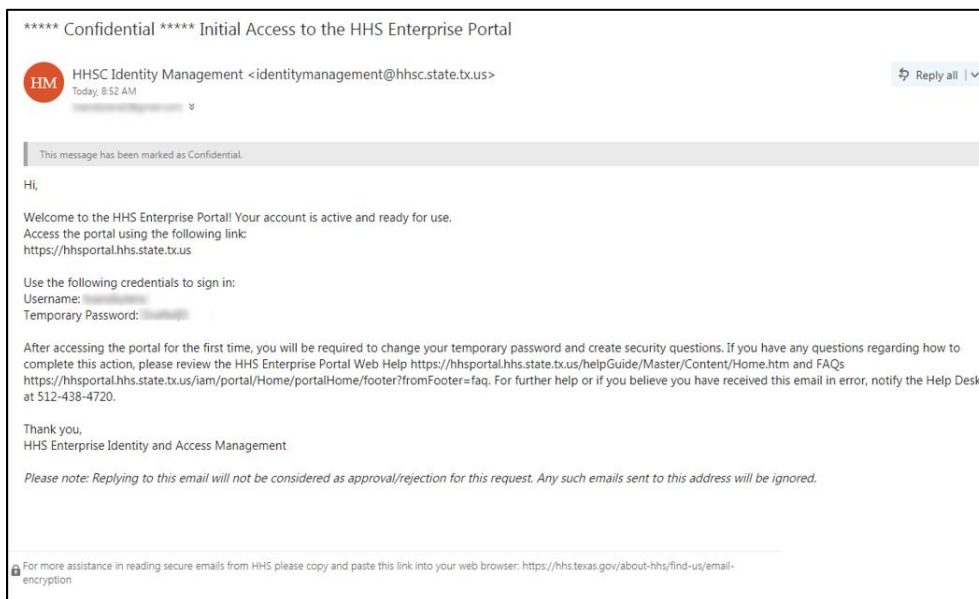 ***** Confidential ***** Initial Access to the HHS Enterprise Portal
HM
HHSC Identity Management <identitymanagement@hhsc.state.tx.us>
Reply all
Today, 8:52 AM
This message has been marked as Confidential.
Hi,
Welcome to the HHS Enterprise Portal! Your account is active and ready for use.
Access the portal using the following link:
https://hhsportal.hhs.state.tx.us
Use the following credentials to sign in:
Username:
Temporary Password:
After accessing the portal for the first time, you will be required to change your temporary password and create security questions. If you have any questions regarding how to
complete this action, please review the HHS Enterprise Portal Web Help https://hhsportal.hhs.state.tx.us/helpGuide/Master/Content/Home.htm and FAQs
https://hhsportal.hhs.state.tx.us/iam/portal/Home/portalHome/footer?fromFooter=faq. For further help or if you believe you have received this email in error, notify the Help Desk
at 512-438-4720.
Thank you,
HHS Enterprise Identity and Access Management
Please note: Replying to this email will not be considered as approval/rejection for this request. Any such emails sent to this address will be ignored.
For more assistance in reading secure emails from HHS please copy and paste this link into your web browser: https://hhs.texas.gov/about-hhs/find-us/email-
encryption